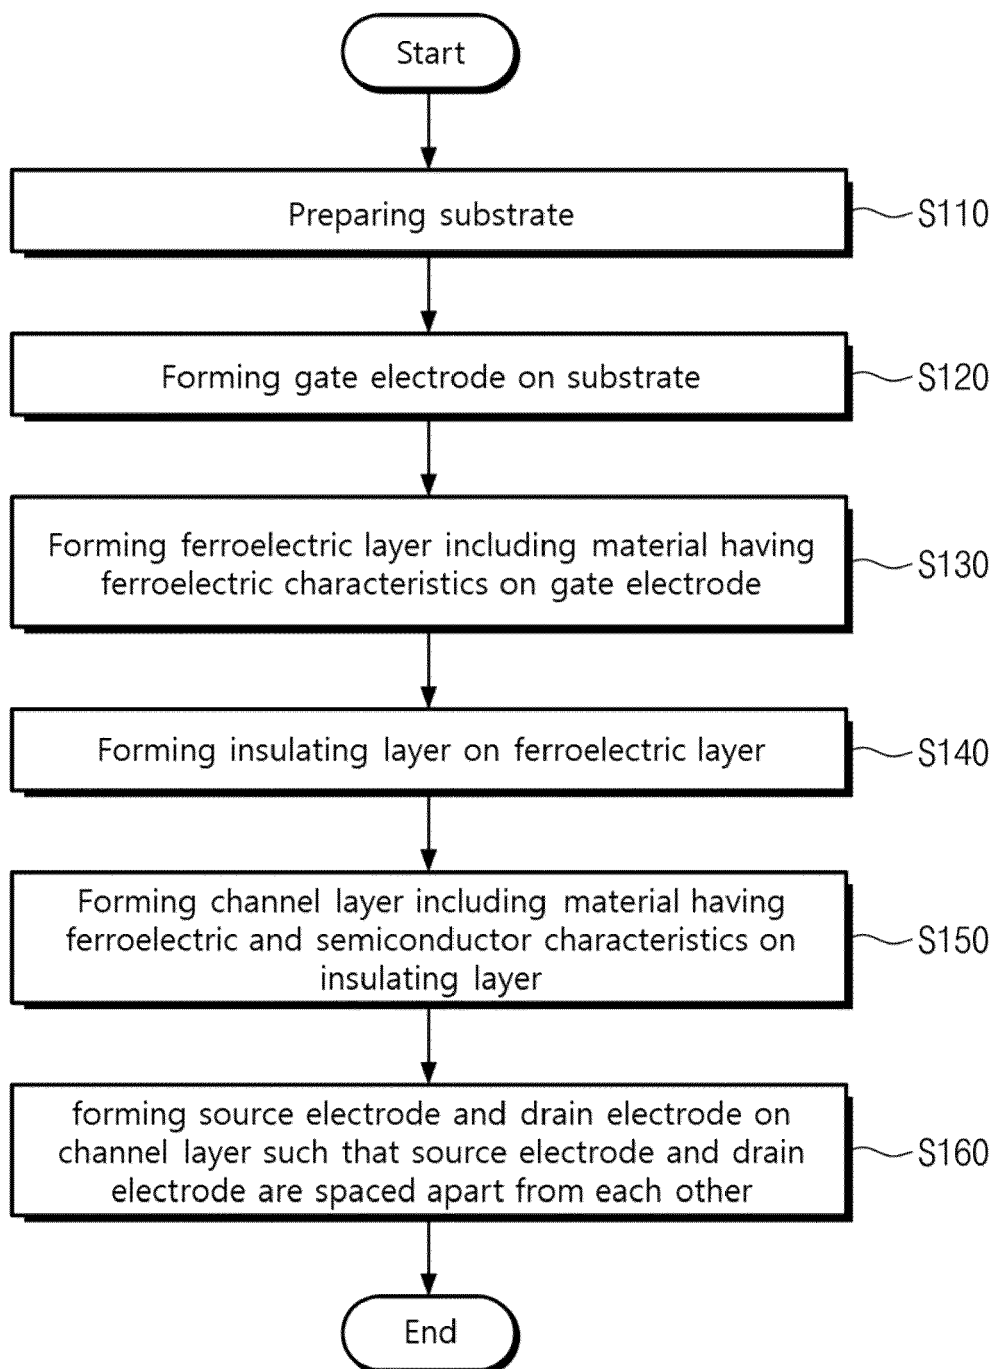 Start
Preparing substrate
S110
Forming gate electrode on substrate
S120
Forming ferroelectric layer including material having
ferroelectric characteristics on gate electrode
S130
Forming insulating layer on ferroelectric layer
S140
Forming channel layer including material having
ferroelectric and semiconductor characteristics on
insulating layer
S150
forming source electrode and drain electrode on
channel layer such that source electrode and drain
electrode are spaced apart from each other
S160
End